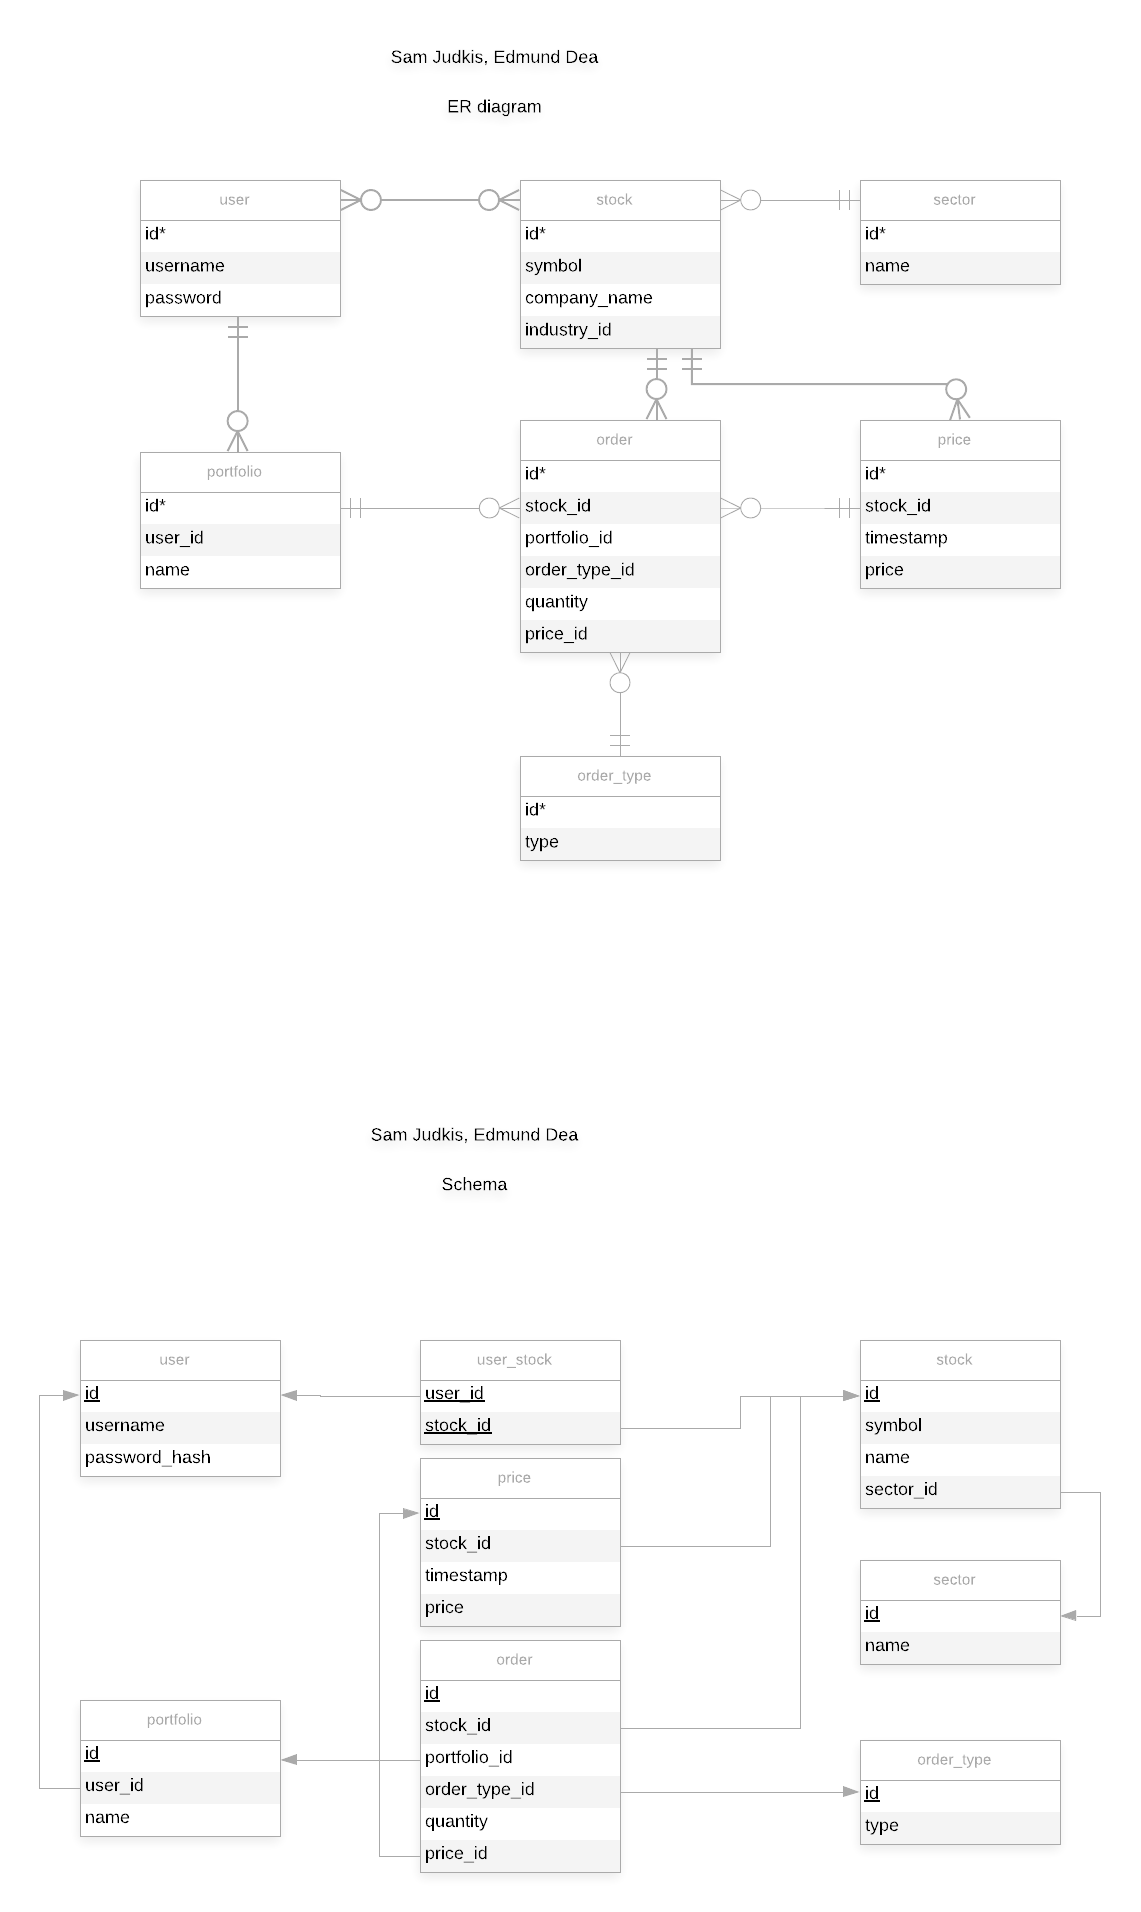 Sam Judkis, Edmund Dea
ER diagram
user
id*
username
password
stock
id*
symbol
company_name
industry_id
sector
id*
name
portfolio
id*
user_id
name
order
id*
stock_id
portfolio_id
order_type_id
quantity
price_id
price
id*
stock_id
timestamp
price
order_type
id*
type
Sam Judkis, Edmund Dea
Schema
user
id
username
password_hash
user_stock
user_id
stock_id
stock
id
symbol
name
sector_id
price
id
stock_id
timestamp
price
sector
id
name
order
id
stock_id
portfolio_id
order_type_id
quantity
price_id
portfolio
id
user_id
name
order_type
id
type